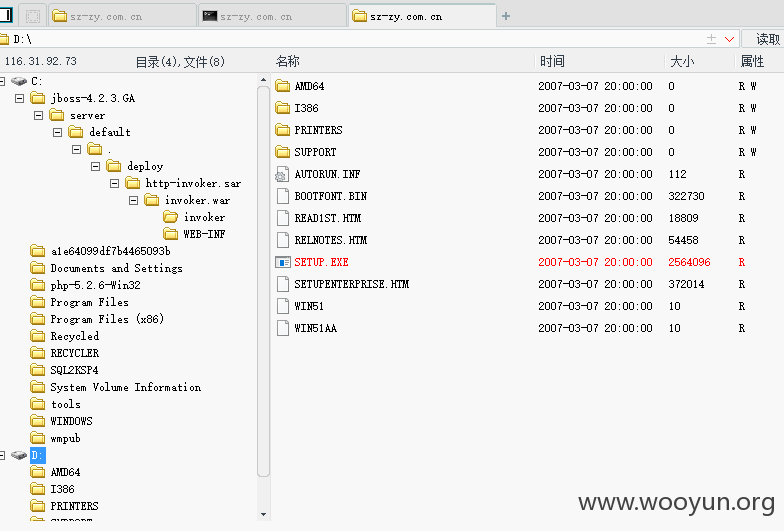 sz-zy.com.cn sz-zy.com.cn sz-zy.com.cn
D:\ 读取
116.31.92.73 目录(4),文件(8) 名称 时间 大小 属性
C:
jboss-4.2.3.GA
server
default
.
deploy
http-invoker.sar
invoker.war
invoker
WEB-INF
a1e64099df7b4465093b
Documents and Settings
php-5.2.6-Win32
Program Files
Program Files (x86)
Recycled
RECYCLER
SQL2KSP4
System Volume Information
tools
WINDOWS
wmpub
D:
AMD64
I386
PRINTERS
SUPPORT
AMD64 2007-03-07 20:00:00 0 R W
I386 2007-03-07 20:00:00 0 R W
PRINTERS 2007-03-07 20:00:00 0 R W
SUPPORT 2007-03-07 20:00:00 0 R W
AUTORUN.INF 2007-03-07 20:00:00 112 R
BOOTFONT.BIN 2007-03-07 20:00:00 322730 R
READ1ST.HTM 2007-03-07 20:00:00 18809 R
RELNOTES.HTM 2007-03-07 20:00:00 54458 R
SETUP.EXE 2007-03-07 20:00:00 2564096 R
SETUPENTERPRISE.HTM 2007-03-07 20:00:00 372014 R
WIN51 2007-03-07 20:00:00 10 R
WIN51AA 2007-03-07 20:00:00 10 R
www.wooyun.org